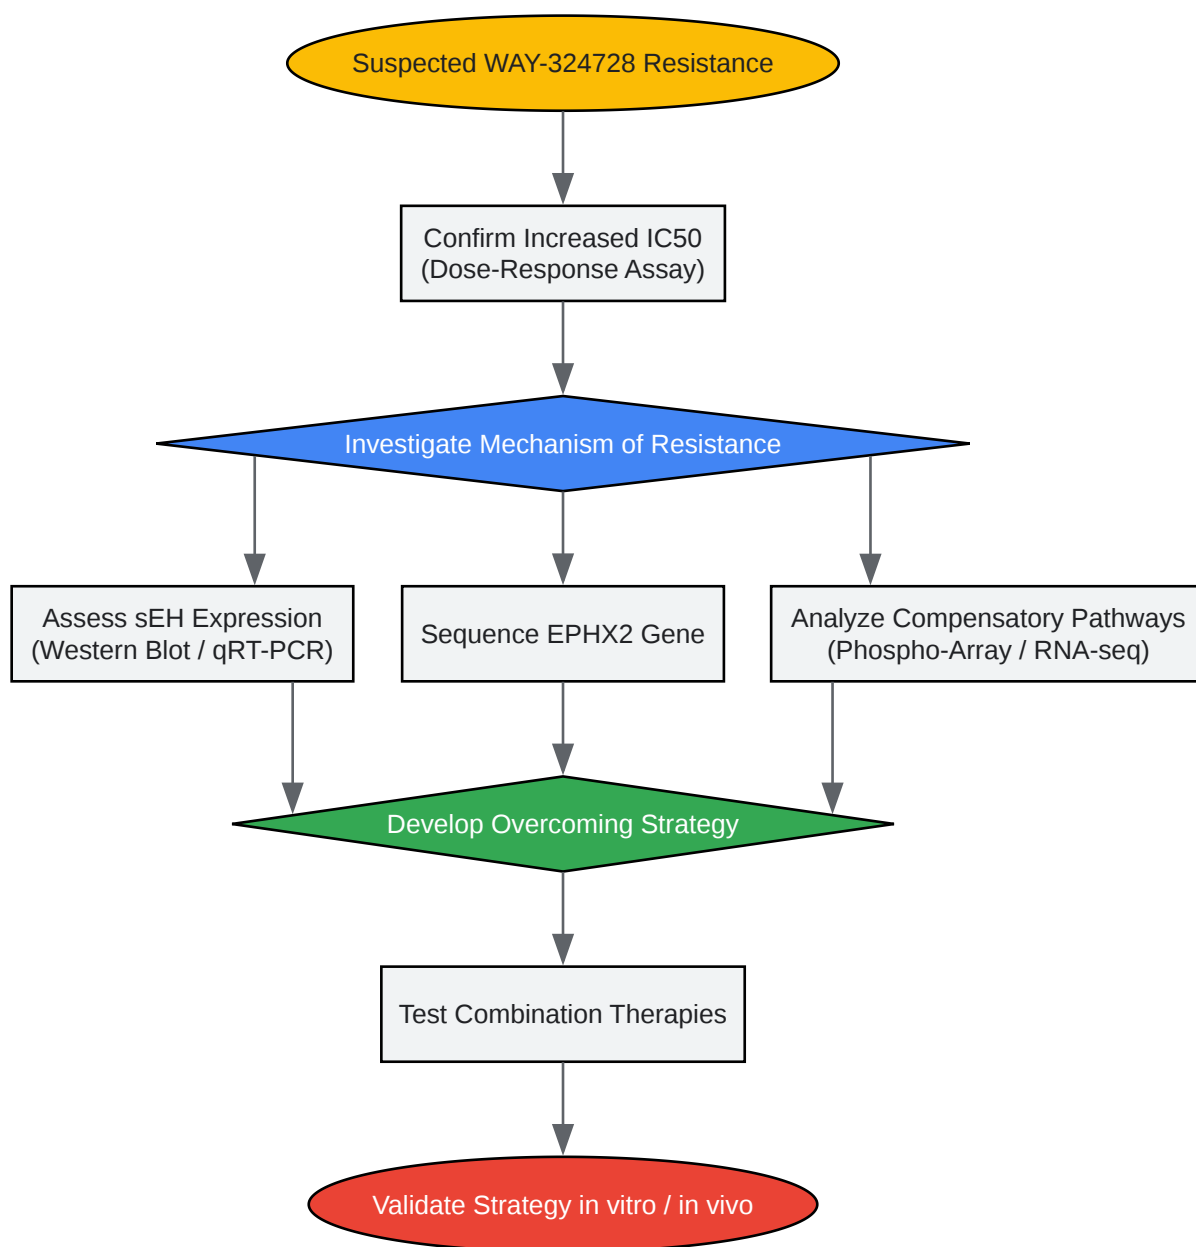 Suspected WAY-324728 Resistance
Confirm Increased IC50
(Dose-Response Assay)
Investigate Mechanism of Resistance
Assess sEH Expression
(Western Blot / qRT-PCR)
Sequence EPHX2 Gene
Analyze Compensatory Pathways
(Phospho-Array / RNA-seq)
Develop Overcoming Strategy
Test Combination Therapies
Validate Strategy in vitro / in vivo